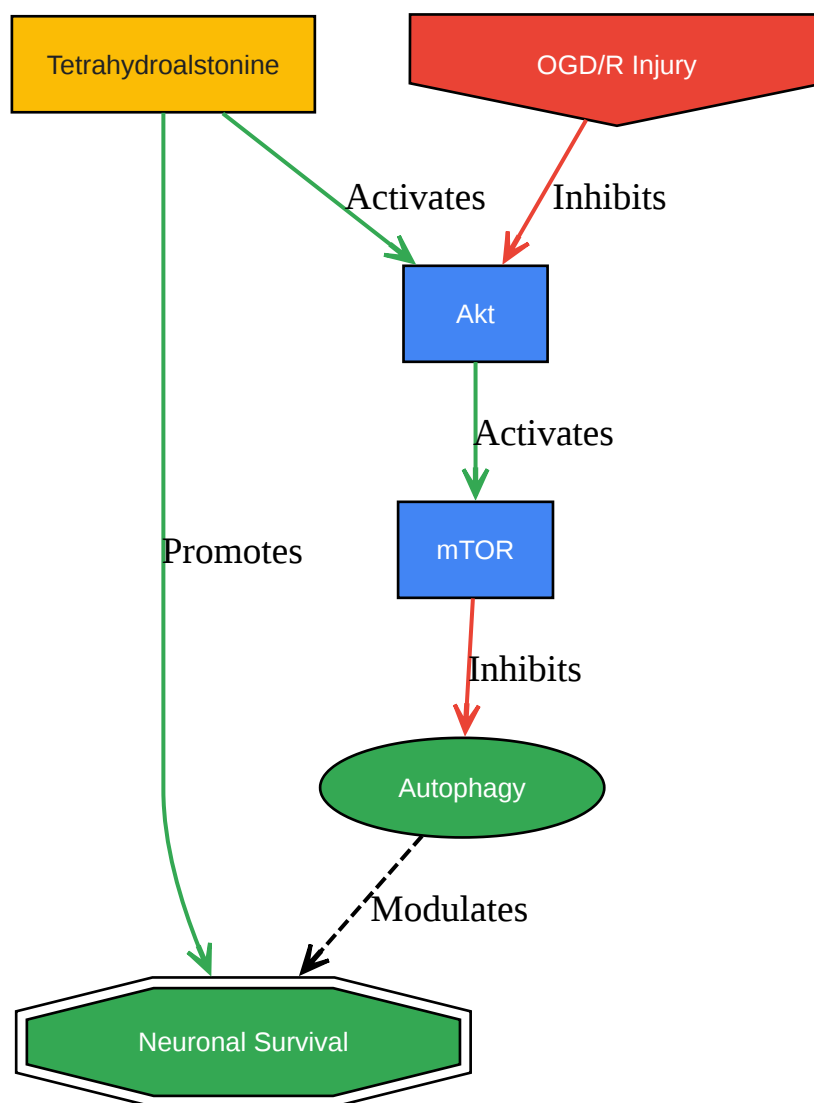 Tetrahydroalstonine
OGD/R Injury
Activates
Inhibits
Akt
Activates
Promotes
mTOR
Inhibits
Autophagy
Modulates
Neuronal Survival